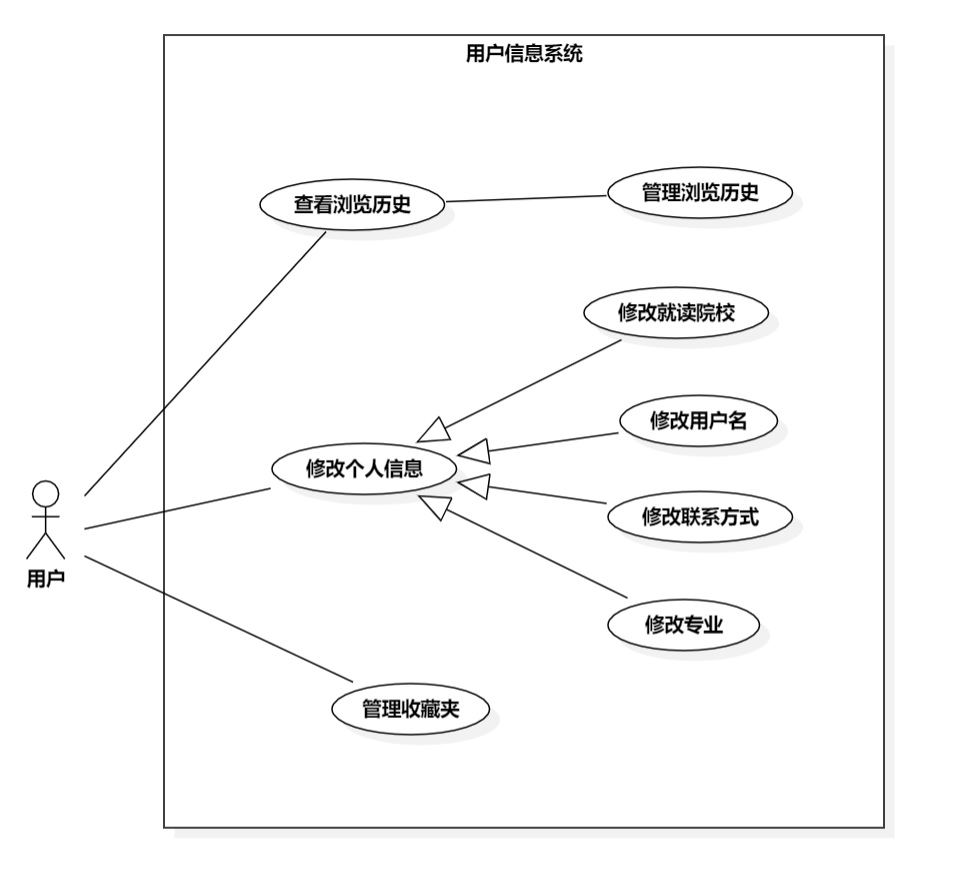 用户信息系统
查看浏览历史
管理浏览历史
修改就读院校
修改用户名
修改个人信息
修改联系方式
用户
修改专业
管理收藏夹